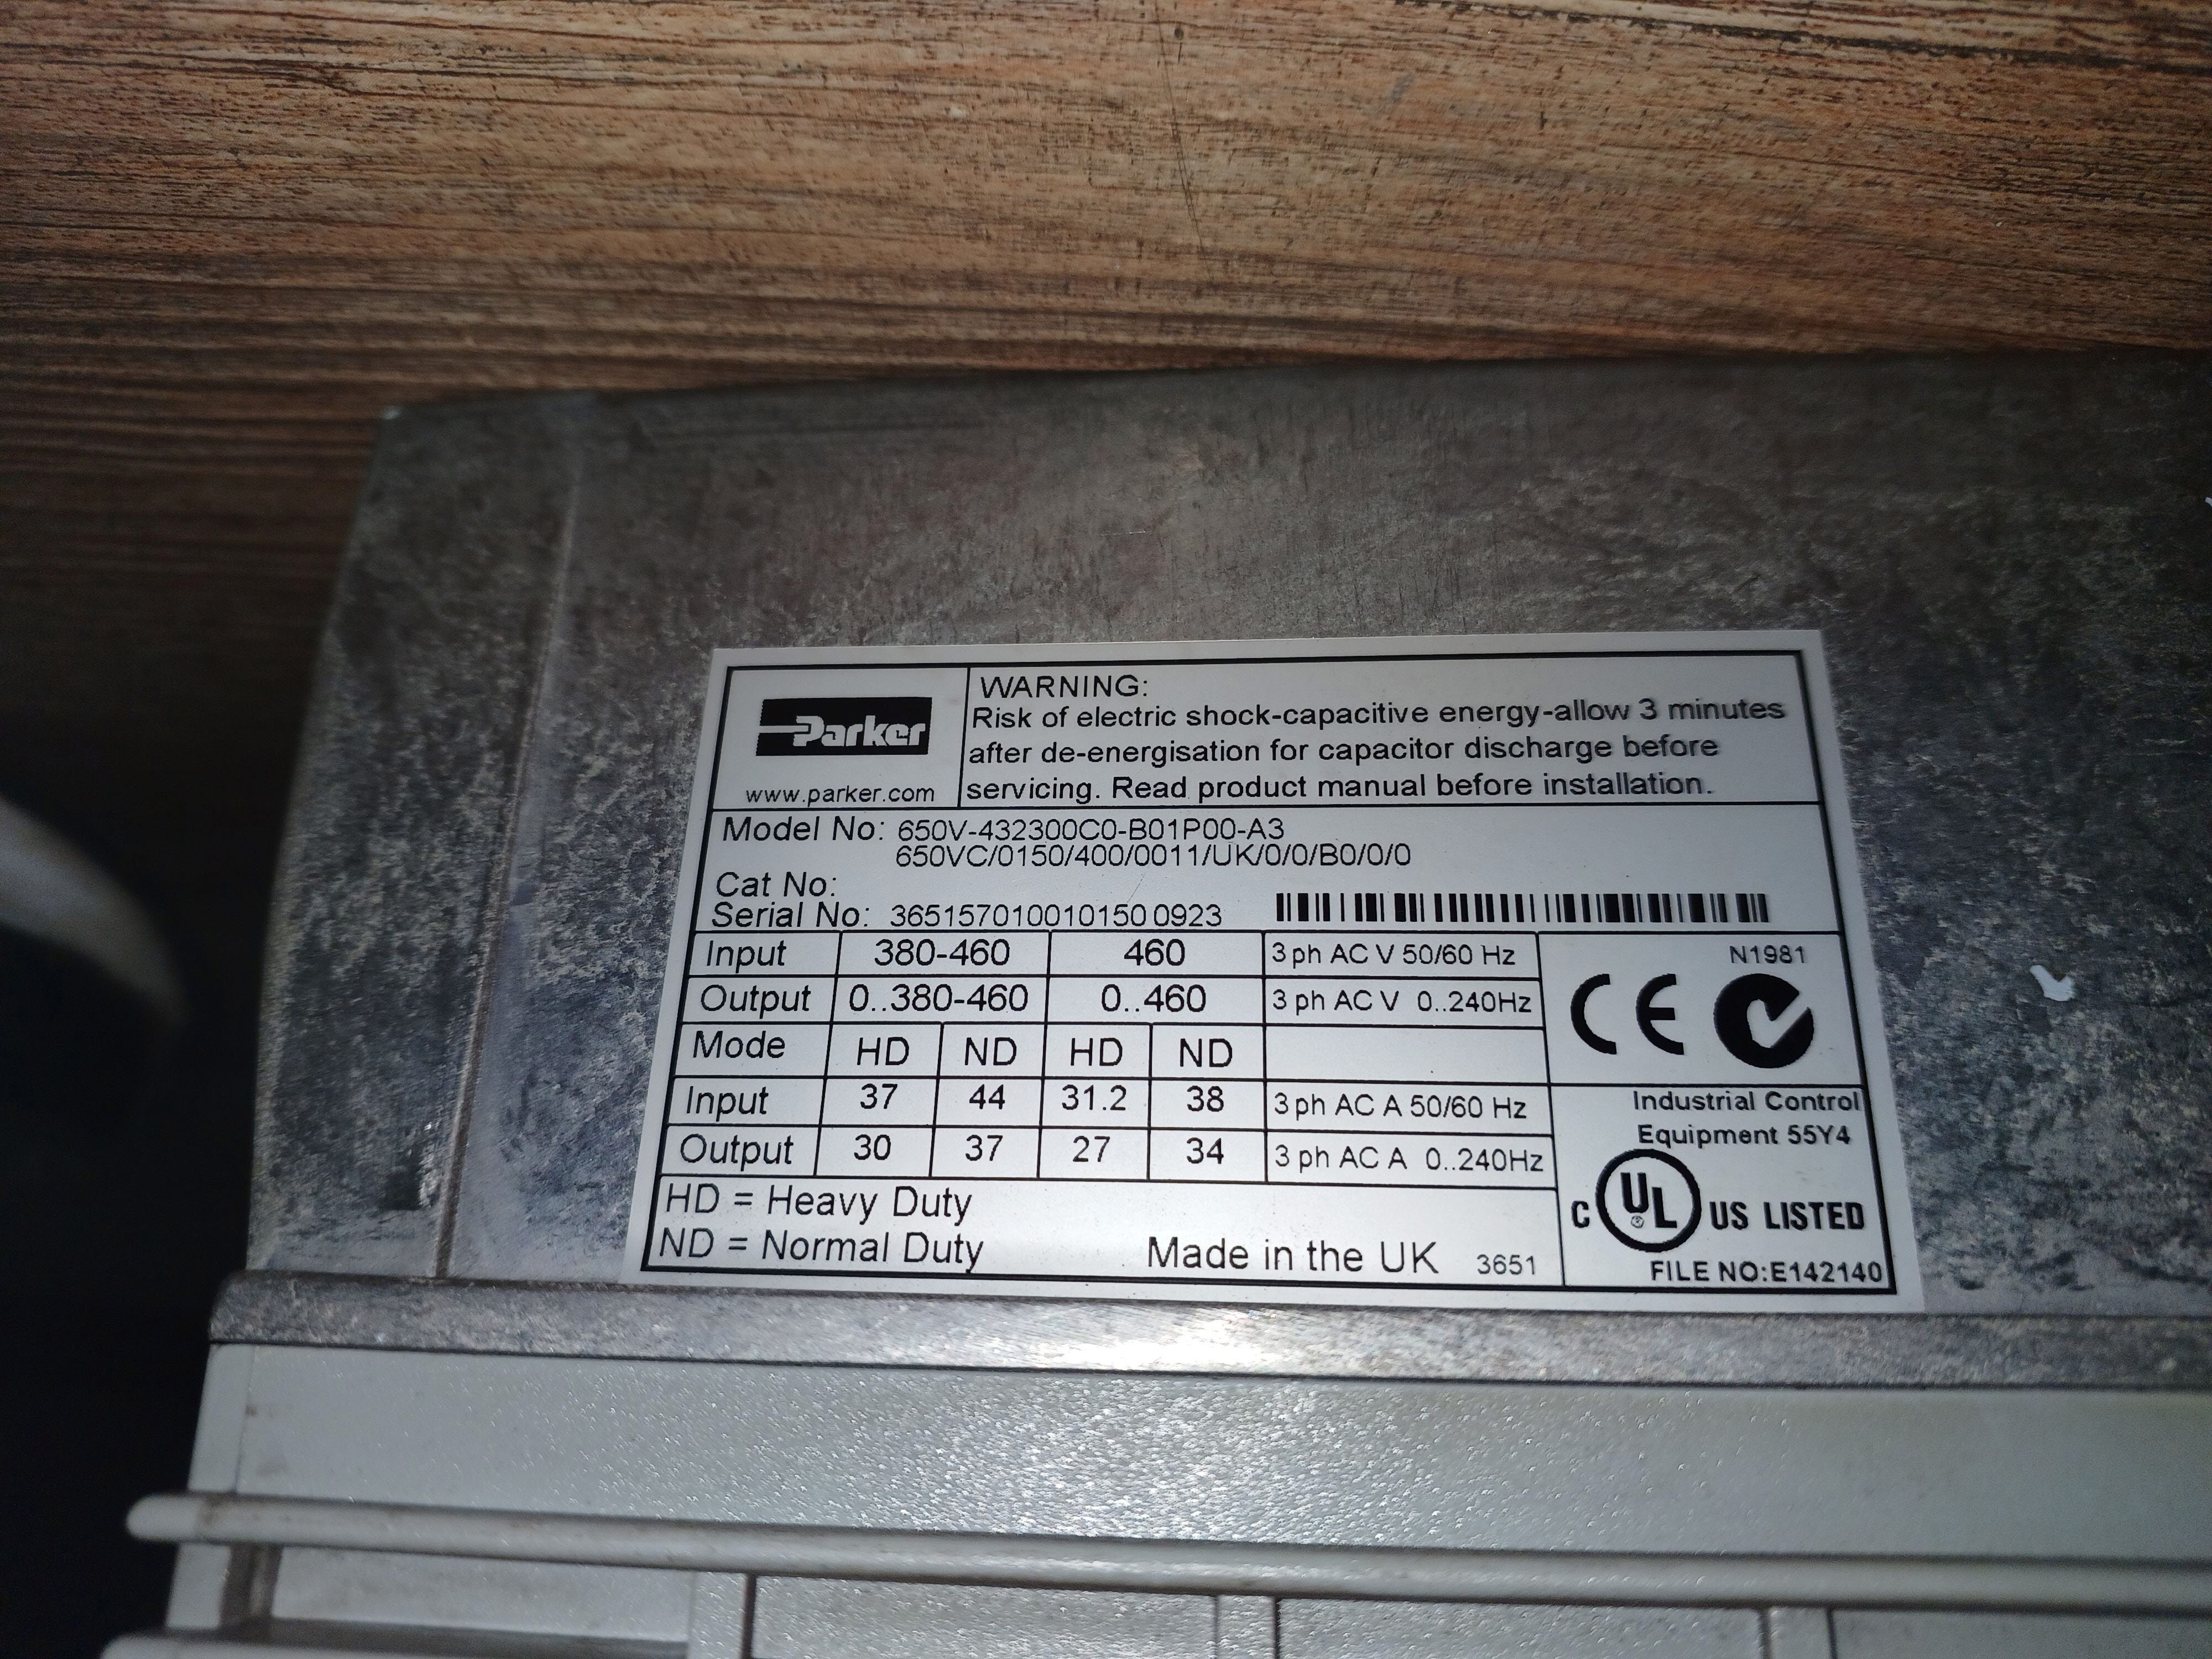 Parker
www.parker.com
WARNING:
Risk of electric shock-capacitive energy-allow 3 minutes
after de-energisation for capacitor discharge before
servicing. Read product manual before installation.
Model No: 650V-432300C0-B01P00-A3
650VC/0150/400/0011/UK/0/0/B0/0/0
Cat No:
Serial No: 3651570100101500923
Input 380-460 460 3 ph AC V 50/60 Hz
Output 0..380-460 0..460 3 ph AC V 0..240Hz
Mode HD ND HD ND
Input 37 44 31.2 38 3 ph AC A 50/60 Hz
Output 30 37 27 34 3 ph AC A 0..240Hz
HD = Heavy Duty
ND = Normal Duty
Made in the UK 3651
N1981
CE
Industrial Control
Equipment 55Y4
C UL ® US LISTED
FILE NO:E142140